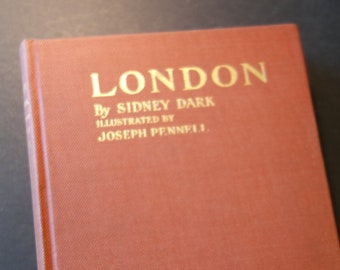 LONDON
By SIDNEY DARK
ILLUSTRATED BY
JOSEPH PENNELL